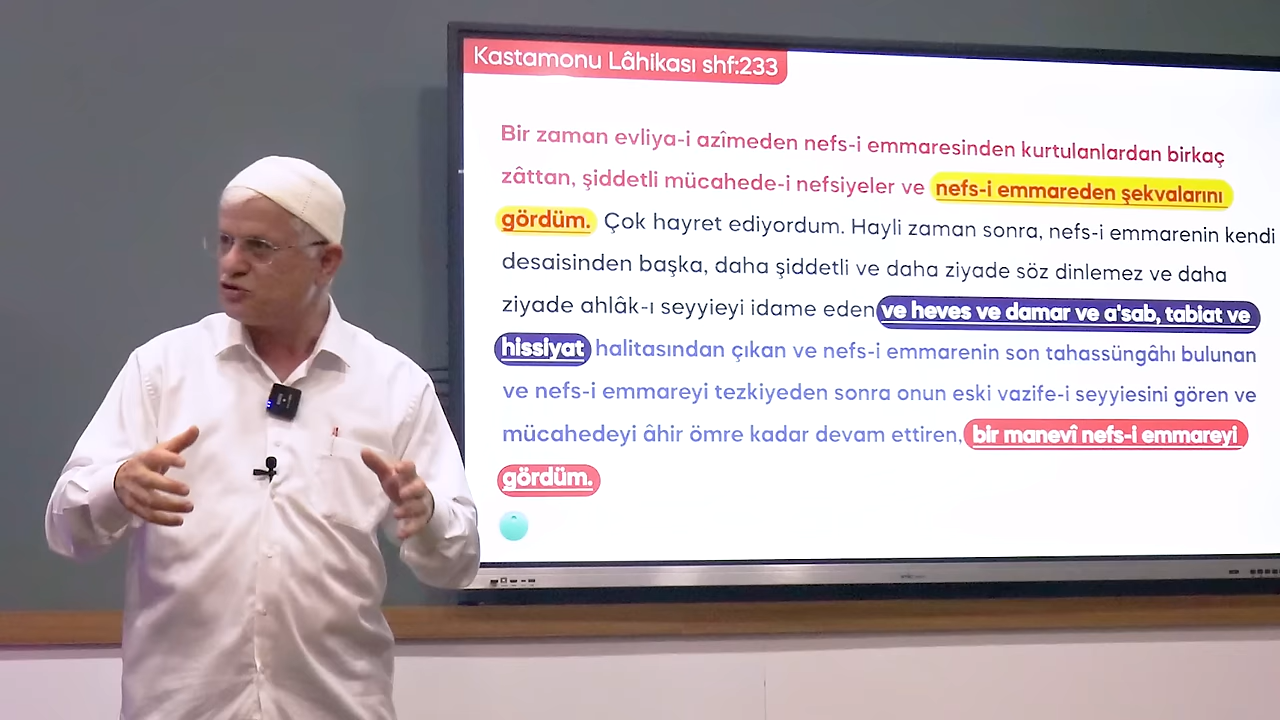 Kastamonu Lâhikası shf:233
Bir zaman evliya-i azîmeden nefs-i emmaresinden kurtulanlardan birkaç
zâttan, şiddetli mücahede-i nefsiyeler ve nefs-i emmareden şekvalarını
gördüm. Çok hayret ediyordum. Hayli zaman sonra, nefs-i emmarenin kendi
desaisinden başka, daha şiddetli ve daha ziyade söz dinlemez ve daha
ziyade ahlâk-ı seyyieyi idame eden ve heves ve damar ve a'sab, tabiat ve
hissiyat halitasından çıkan ve nefs-i emmarenin son tahassüngâhı bulunan
ve nefs-i emmareyi tezkiyeden sonra onun eski vazife-i seyyiesini gören ve
mücahedeyi âhir ömre kadar devam ettiren, bir manevî nefs-i emmareyi
gördüm.